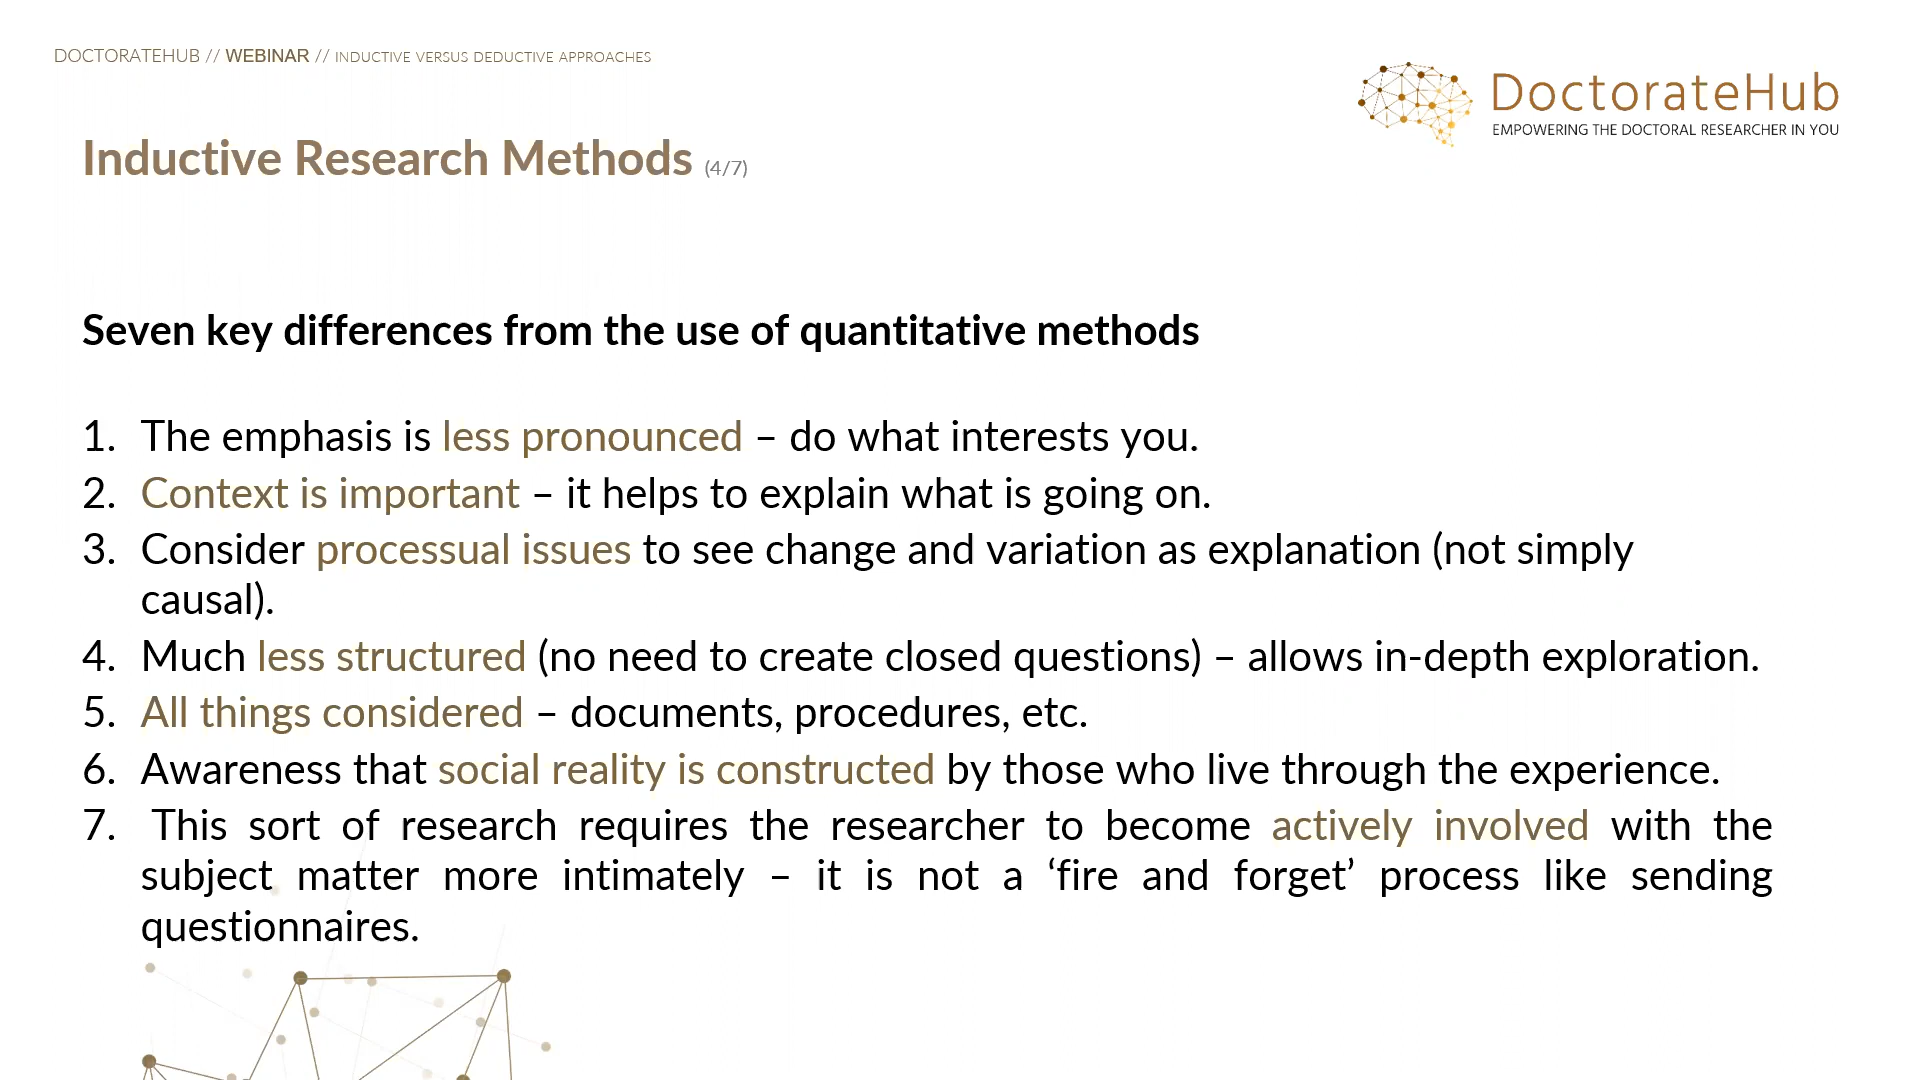 DOCTORATEHUB // WEBINAR // INDUCTIVE VERSUS DEDUCTIVE APPROACHES
DoctorateHub
EMPOWERING THE DOCTORAL RESEARCHER IN YOU
Inductive Research Methods (4/7)
Seven key differences from the use of quantitative methods
1. The emphasis is less pronounced – do what interests you.
2. Context is important – it helps to explain what is going on.
3. Consider processual issues to see change and variation as explanation (not simply
causal).
4. Much less structured (no need to create closed questions) – allows in-depth exploration.
5. All things considered – documents, procedures, etc.
6. Awareness that social reality is constructed by those who live through the experience.
7. This sort of research requires the researcher to become actively involved with the
subject matter more intimately – it is not a ‘fire and forget’ process like sending
questionnaires.